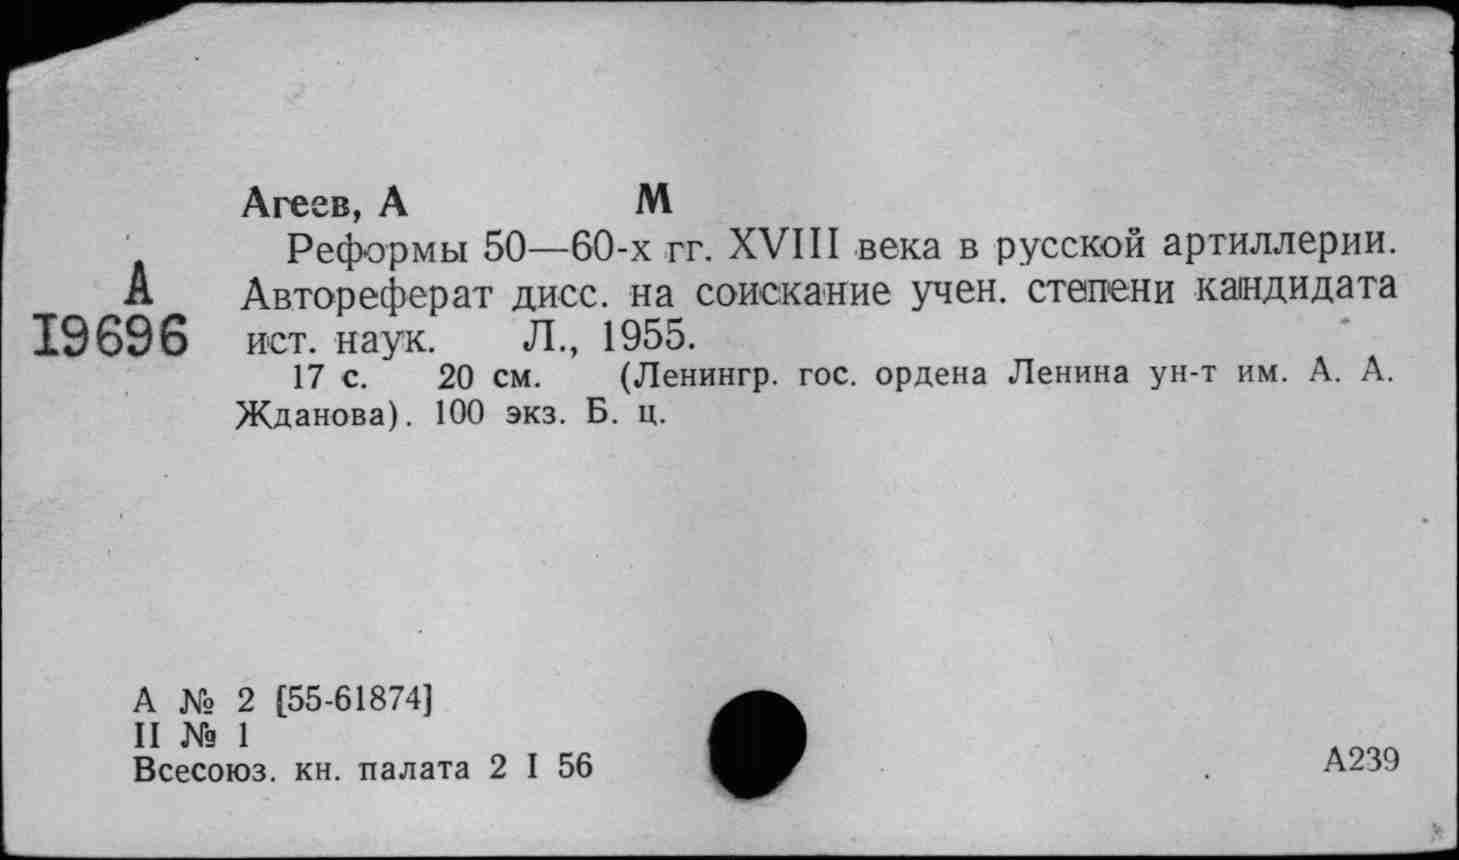 Агеев, А М
Реформы 50—60-х гг. XVIII века в русской артиллерии.
А
Автореферат дисс. на соискание учен. степени кандидата
I9696
ист. наук. Л., 1955.
17 с. 20 см. (Ленингр. гос. ордена Ленина ун-т им. А. А.
Жданова). 100 экз. Б. ц.
А № 2 [55-61874]
II № 1
Всесоюз. кн. палата 2 I 56
А239